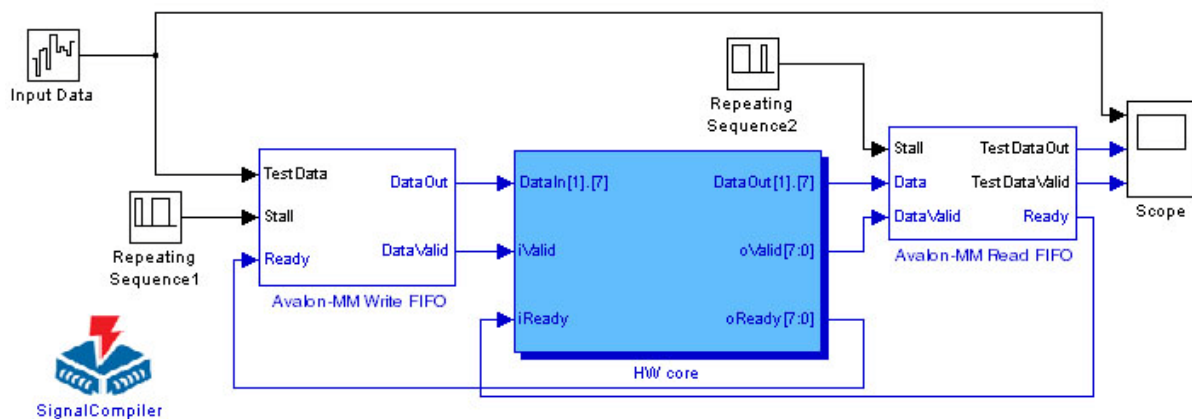 Input Data
Repeating
Sequence2
TestData
Stall
Ready
DataOut
DataValid
Avalon-MM Write FIFO
Repeating
Sequence1
DataIn[1].[7]
iValid
iReady
DataOut[1].[7]
oValid[7:0]
oReady[7:0]
HW core
Stall
Data
DataValid
TestDataOut
TestDataValid
Ready
Avalon-MM Read FIFO
Scope
SignalCompiler